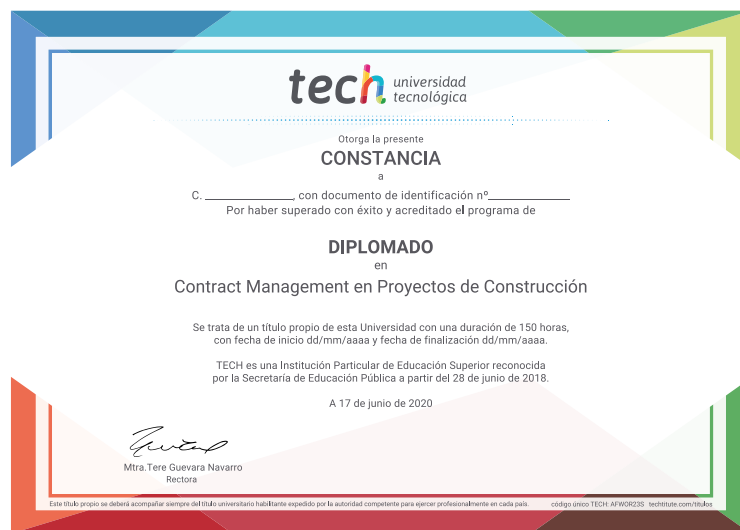 tech universidad
tecnológica
Otorga la presente
CONSTANCIA
a
C. ______________, con documento de identificación nº______________
Por haber superado con éxito y acreditado el programa de
DIPLOMADO
en
Contract Management en Proyectos de Construcción
Se trata de un título propio de esta Universidad con una duración de 150 horas,
con fecha de inicio dd/mm/aaaa y fecha de finalización dd/mm/aaaa.
TECH es una Institución Particular de Educación Superior reconocida
por la Secretaría de Educación Pública a partir del 28 de junio de 2018.
A 17 de junio de 2020
Mtra.Tere Guevara Navarro
Rectora
Este título propio se deberá acompañar siempre del título universitario habilitante expedido por la autoridad competente para ejercer profesionalmente en cada país. código único TECH: AFWOR23S techtitute.com/titulos